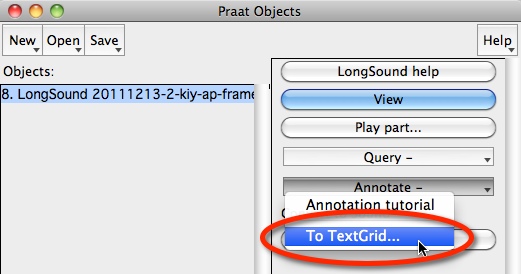 Praat Objects
New Open Save Help
Objects:
8. LongSound 20111213-2-kiy-ap-frame
LongSound help
View
Play part...
Query -
Annotate -
Annotation tutorial
To TextGrid...